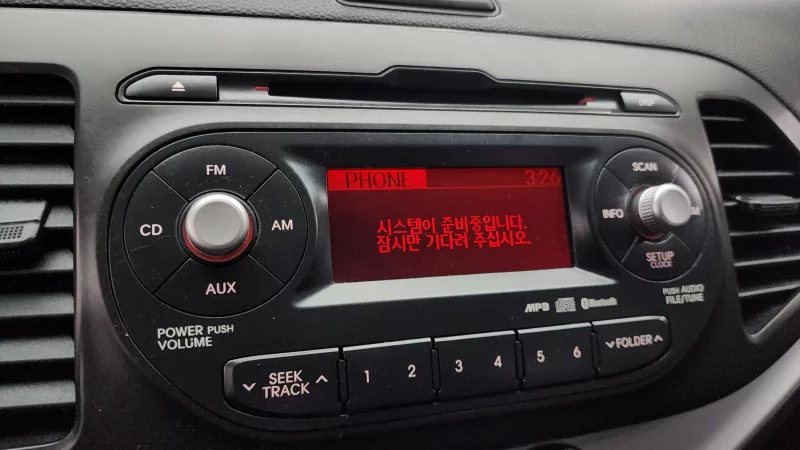 DISP
FM
CD
AM
AUX
POWER PUSH
VOLUME
PHONE 3:26
시스템이 준비중입니다.
잠시만 기다려 주십시오.
SCAN
INFO
SETUP
CLOCK
PUSH AUDIO
FILE/TUNE
MP3
Bluetooth
SEEK
TRACK
1 2
3 4
5 6
FOLDER